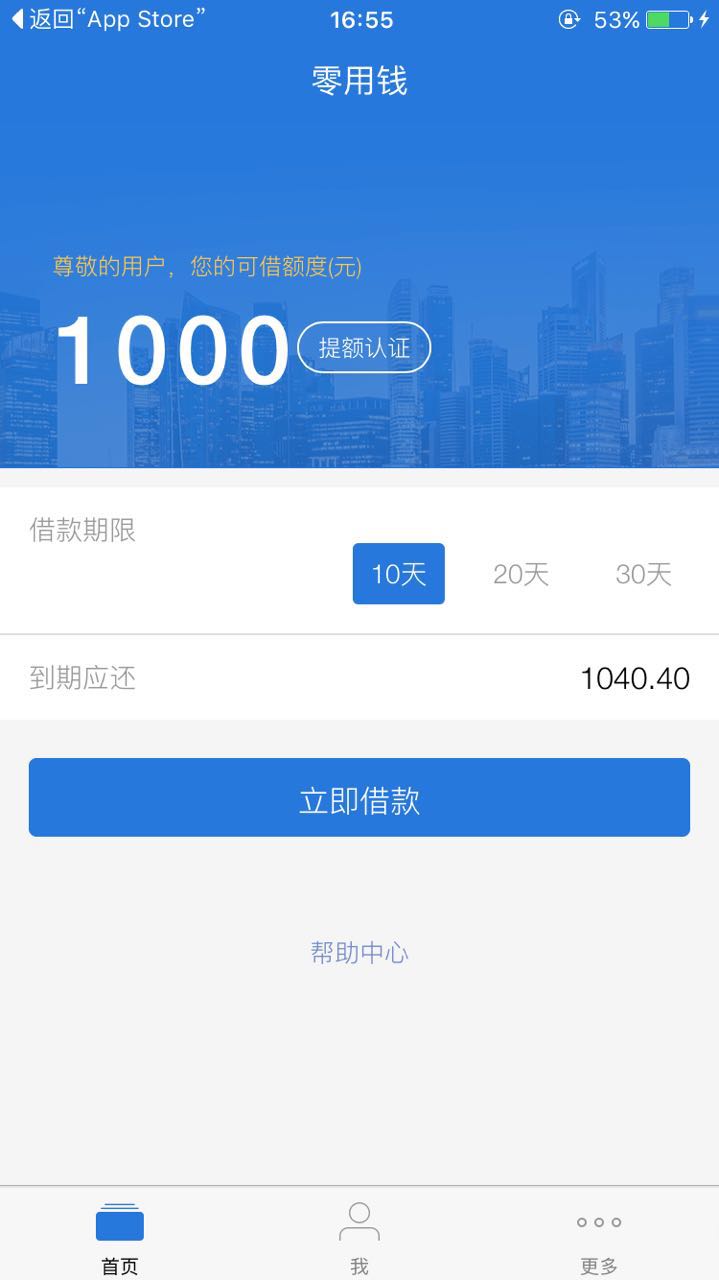 返回“App Store”
16:55
53%
零用钱
尊敬的用户，您的可借额度(元)
1000
提额认证
借款期限
10天
20天
30天
到期应还
1040.40
立即借款
帮助中心
首页
我
更多